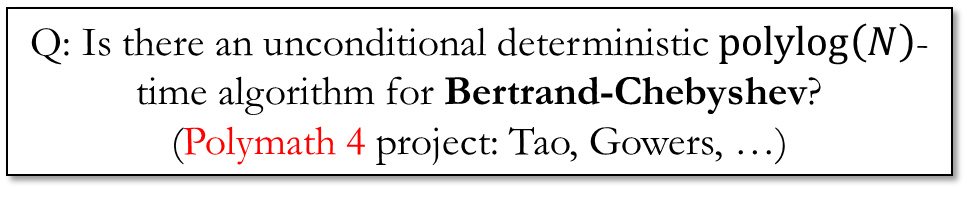 Q: Is there an unconditional deterministic polylog(N)-
time algorithm for Bertrand-Chebyshev?
(Polymath 4 project: Tao, Gowers, …)